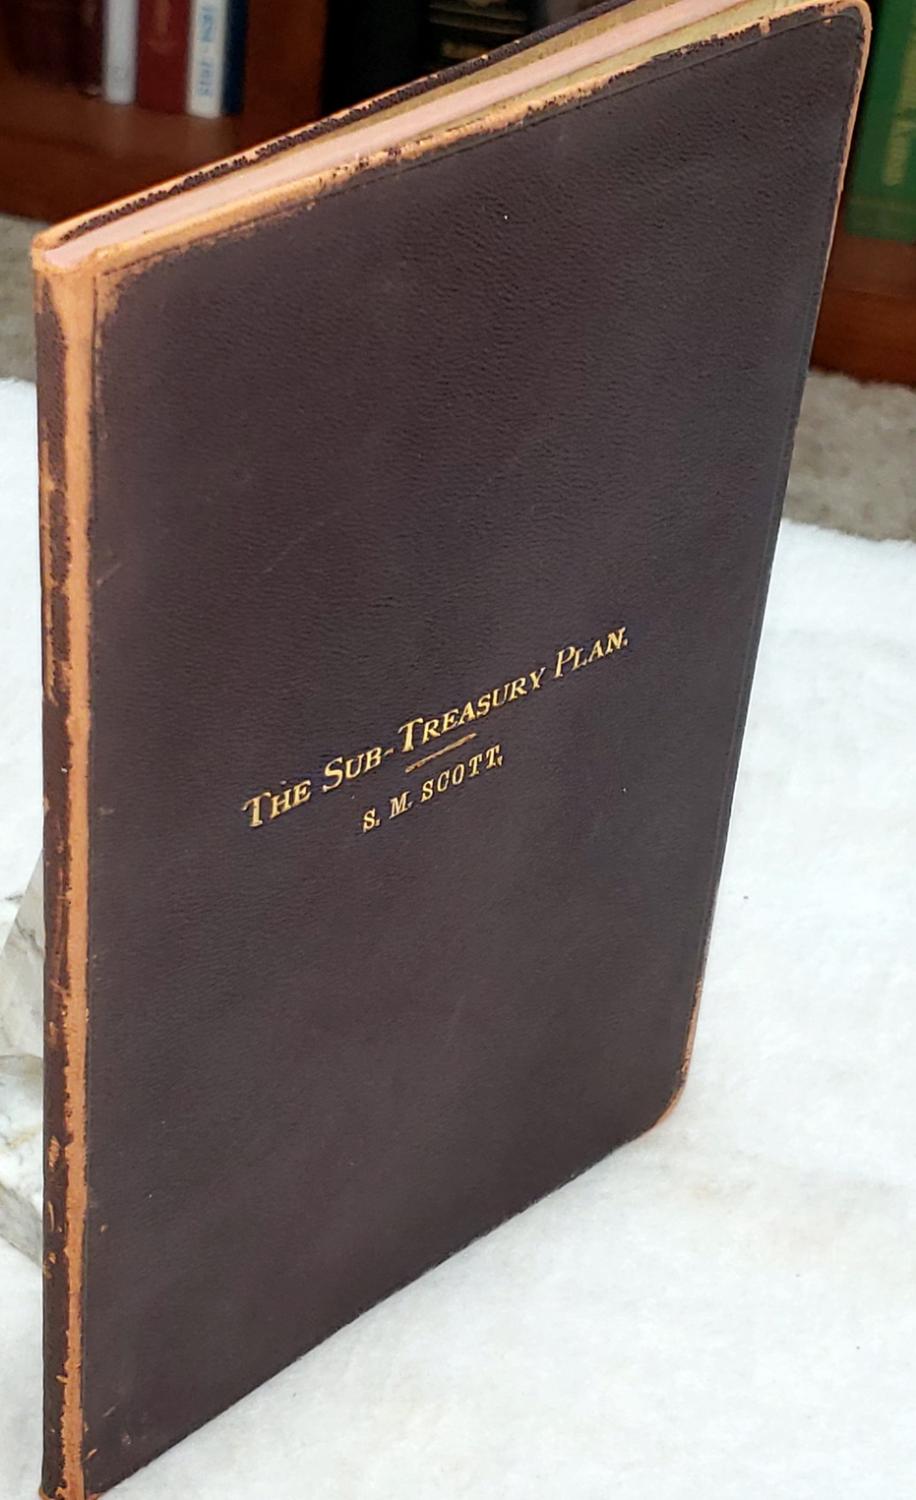 THE SUB-TREASURY PLAN.
S. M. SCOTT.